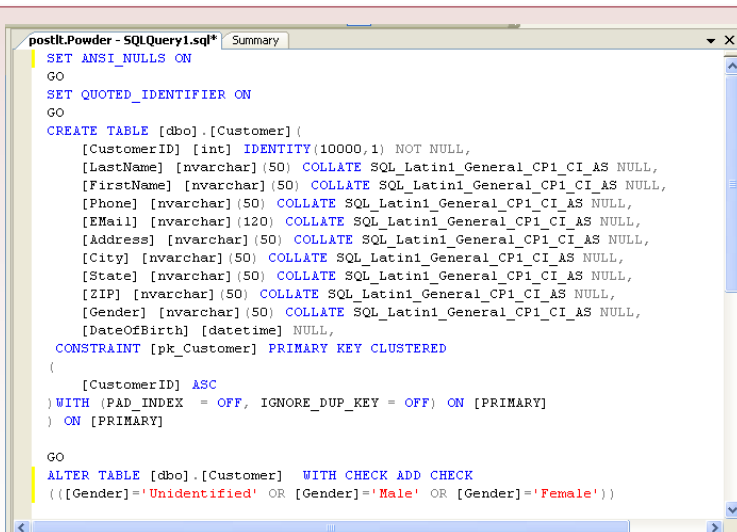 postlt.Powder - SQLQuery1.sql* Summary
SET ANSI_NULLS ON
GO
SET QUOTED_IDENTIFIER ON
GO
CREATE TABLE [dbo].[Customer](
[CustomerID] [int] IDENTITY(10000,1) NOT NULL,
[LastName] [nvarchar](50) COLLATE SQL_Latin1_General_CP1_CI_AS NULL,
[FirstName] [nvarchar](50) COLLATE SQL_Latin1_General_CP1_CI_AS NULL,
[Phone] [nvarchar](50) COLLATE SQL_Latin1_General_CP1_CI_AS NULL,
[EMail] [nvarchar](120) COLLATE SQL_Latin1_General_CP1_CI_AS NULL,
[Address] [nvarchar](50) COLLATE SQL_Latin1_General_CP1_CI_AS NULL,
[City] [nvarchar](50) COLLATE SQL_Latin1_General_CP1_CI_AS NULL,
[State] [nvarchar](50) COLLATE SQL_Latin1_General_CP1_CI_AS NULL,
[ZIP] [nvarchar](50) COLLATE SQL_Latin1_General_CP1_CI_AS NULL,
[Gender] [nvarchar](50) COLLATE SQL_Latin1_General_CP1_CI_AS NULL,
[DateOfBirth] [datetime] NULL,
CONSTRAINT [pk_Customer] PRIMARY KEY CLUSTERED
(
[CustomerID] ASC
)WITH (PAD_INDEX  = OFF, IGNORE_DUP_KEY = OFF) ON [PRIMARY]
) ON [PRIMARY]
GO
ALTER TABLE [dbo].[Customer]  WITH CHECK ADD CHECK
(([Gender]='Unidentified' OR [Gender]='Male' OR [Gender]='Female'))